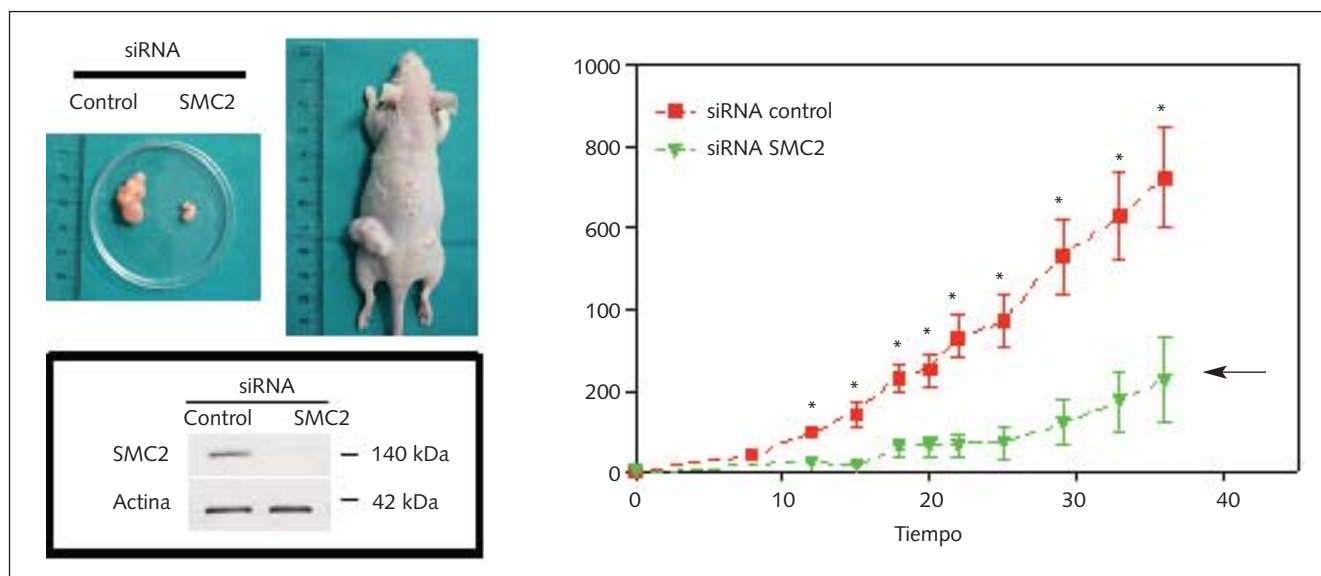 siRNA
Control SMC2
siRNA
Control SMC2
SMC2 140 kDa
Actina 42 kDa
1000
800
600
100
200
0
siRNA control
siRNA SMC2
* * * * * * * * *
0 10 20 30 40
Tiempo